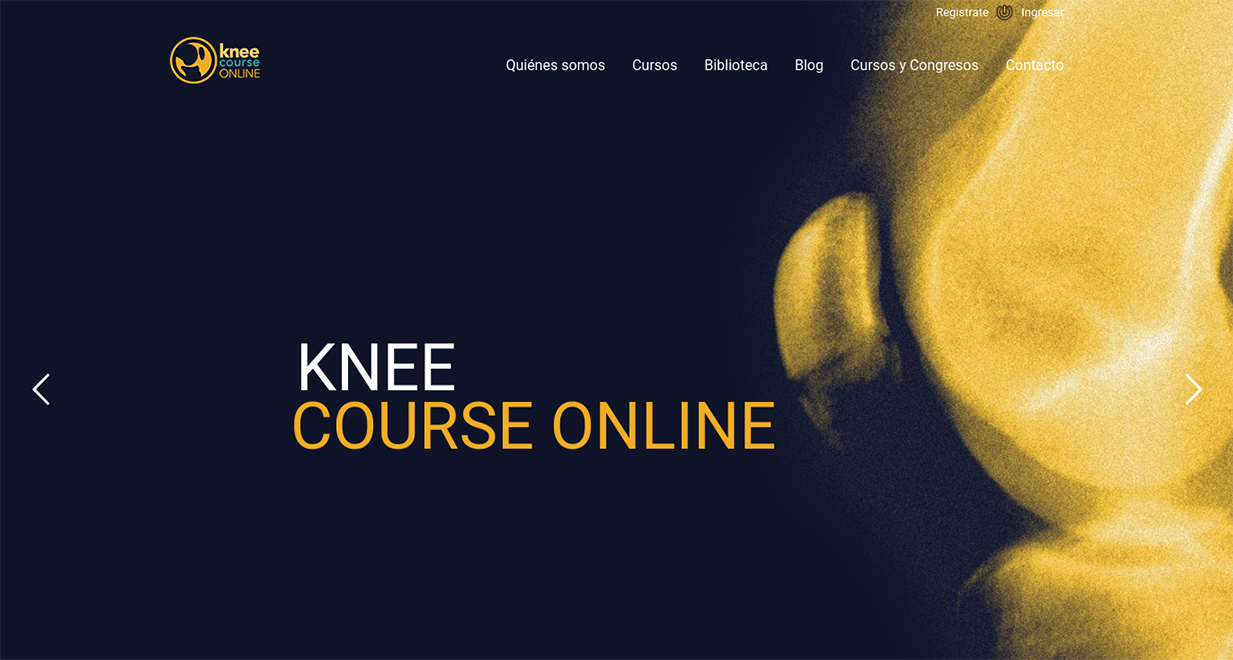 Registrate Ingresar
knee
course
ONLINE
Quiénes somos Cursos Biblioteca Blog Cursos y Congresos Contacto
KNEE
COURSE ONLINE